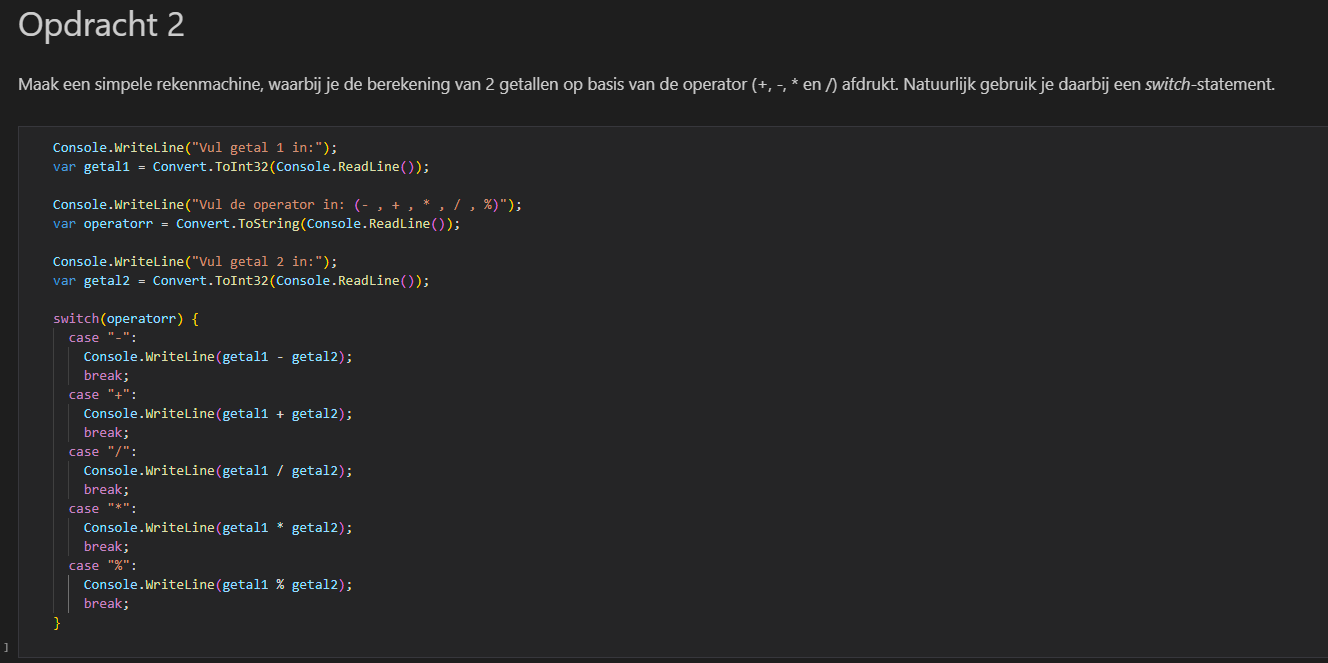 Opdracht 2
Maak een simpele rekenmachine, waarbij je de berekening van 2 getallen op basis van de operator (+, -, * en /) afdrukt. Natuurlijk gebruik je daarbij een switch-statement.
Console.WriteLine("Vul getal 1 in:");
var getal1 = Convert.ToInt32(Console.ReadLine());
Console.WriteLine("Vul de operator in: (- , + , * , / , %)");
var operatorr = Convert.ToString(Console.ReadLine());
Console.WriteLine("Vul getal 2 in:");
var getal2 = Convert.ToInt32(Console.ReadLine());
switch(operatorr) {
case "-":
Console.WriteLine(getal1 - getal2);
break;
case "+":
Console.WriteLine(getal1 + getal2);
break;
case "/":
Console.WriteLine(getal1 / getal2);
break;
case "*":
Console.WriteLine(getal1 * getal2);
break;
case "%":
Console.WriteLine(getal1 % getal2);
break;
}
]